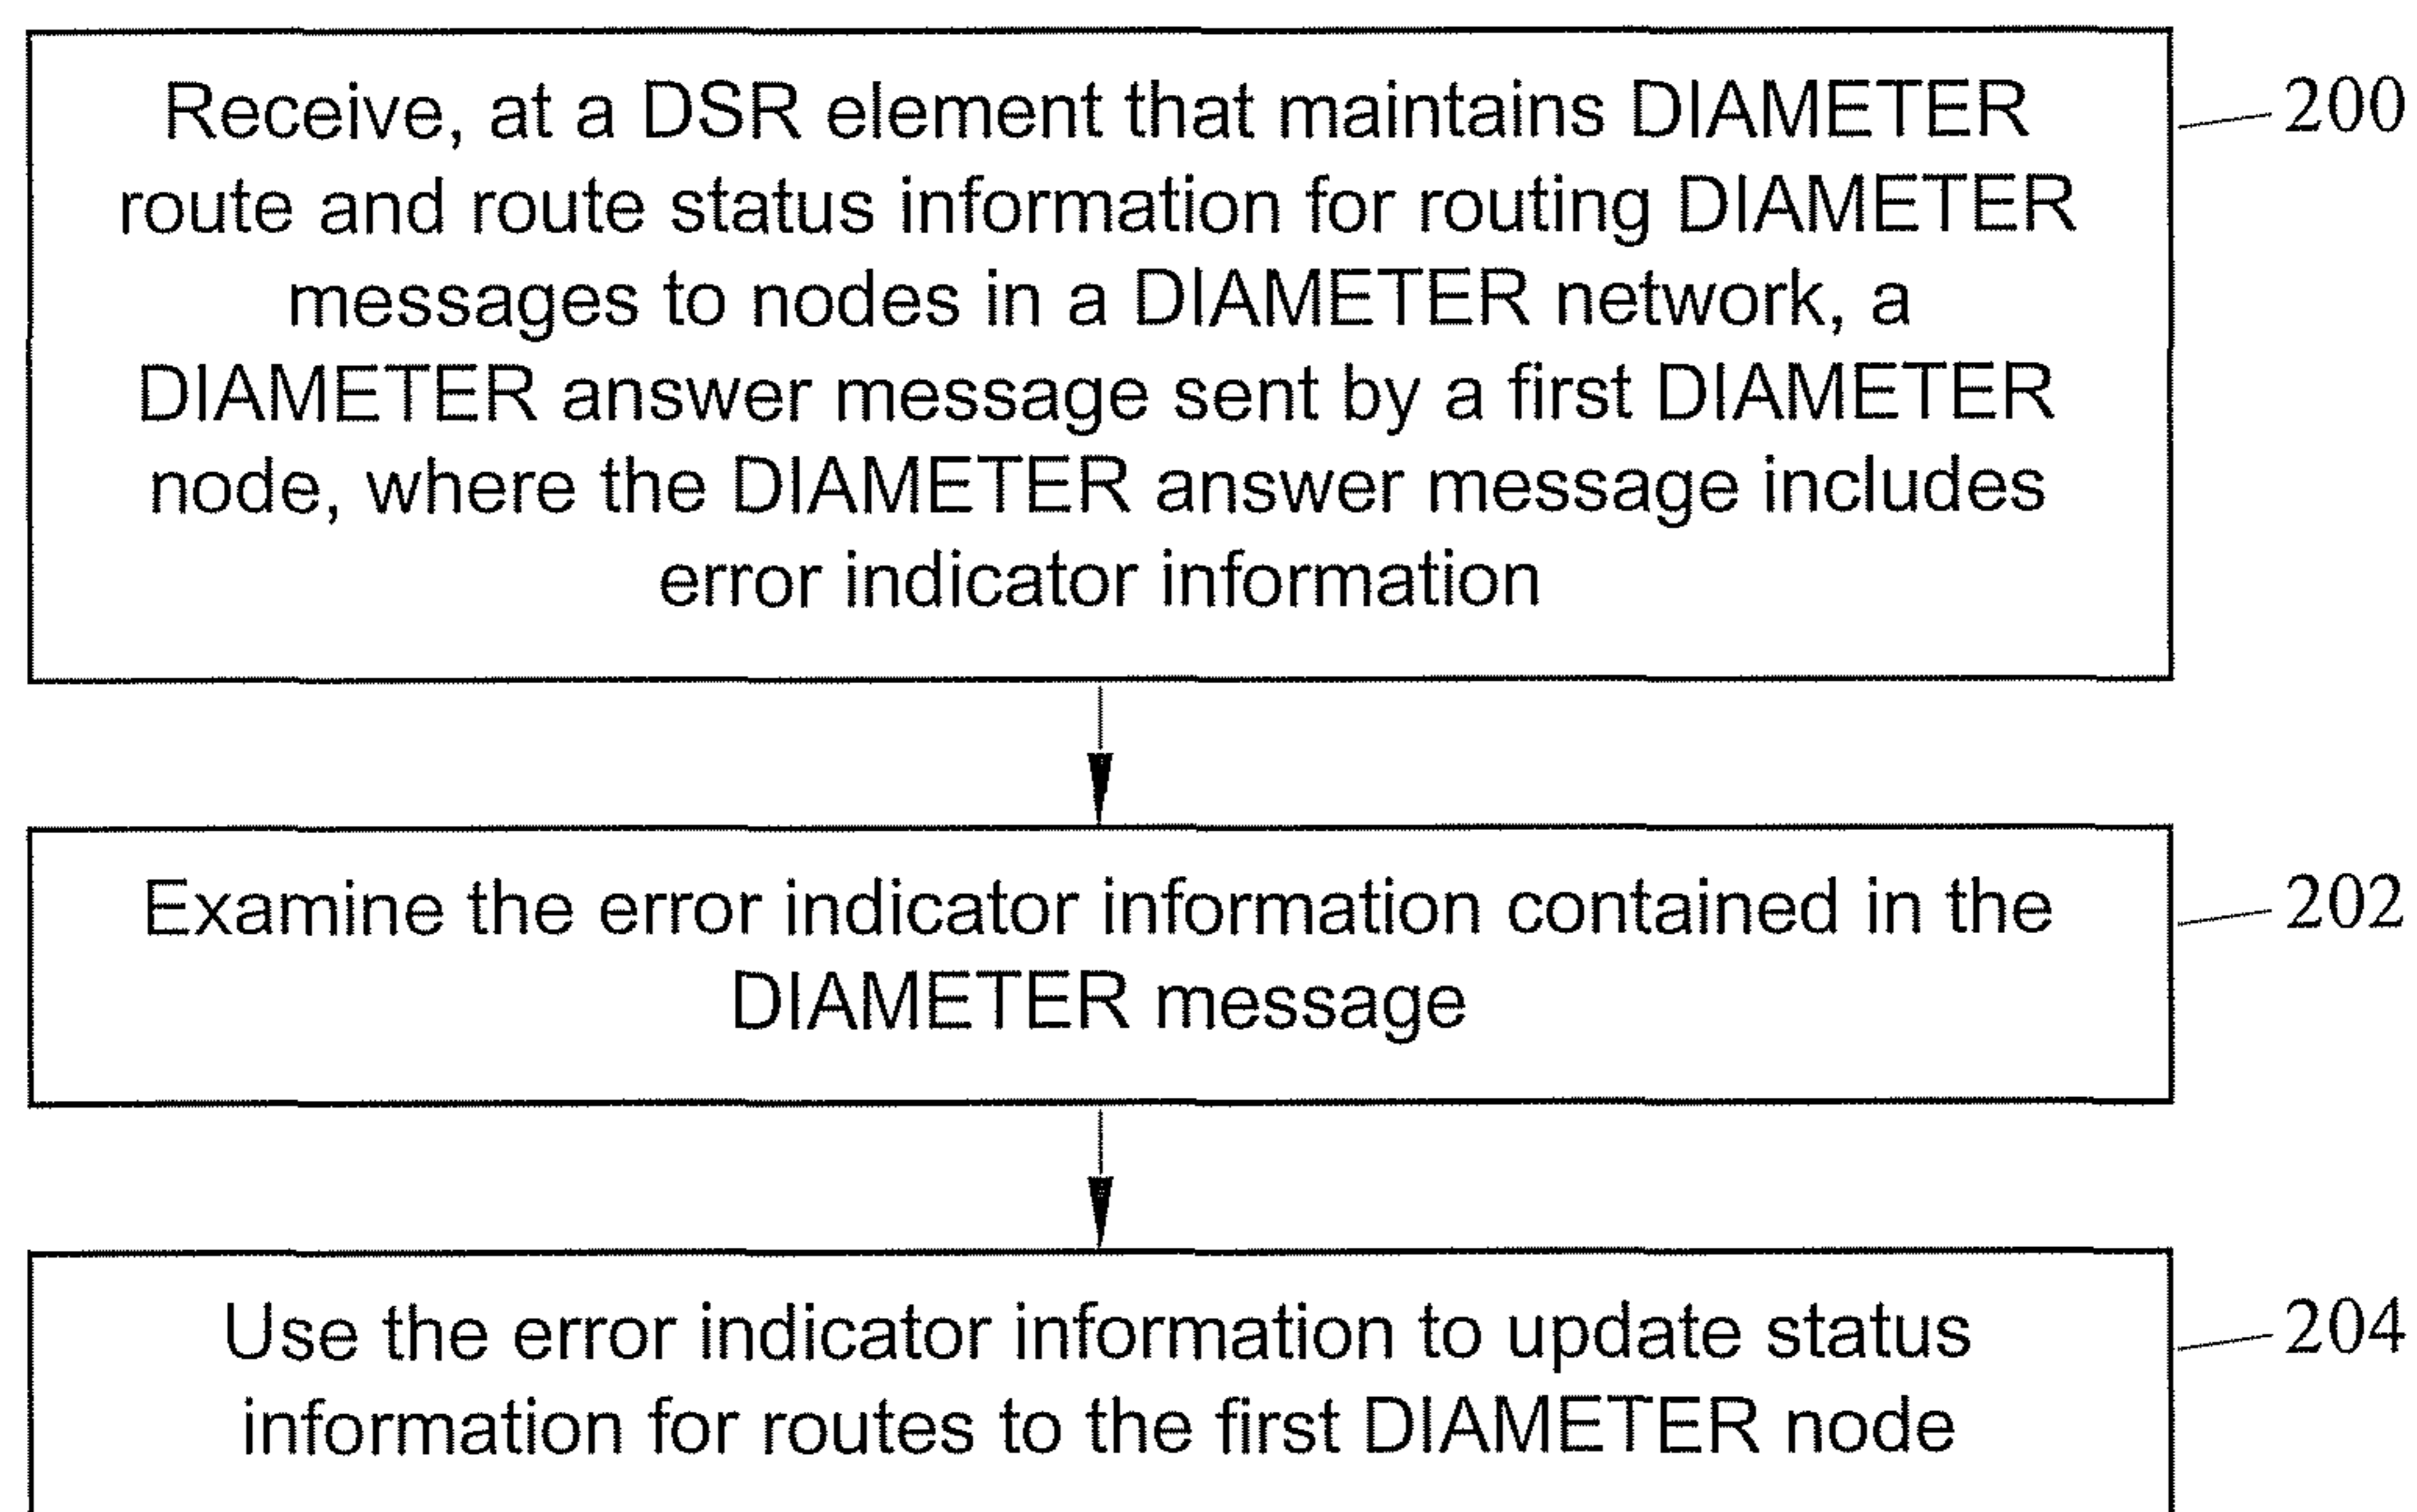 Receive, at a DSR element that maintains DIAMETER
route and route status information for routing DIAMETER
messages to nodes in a DIAMETER network, a
DIAMETER answer message sent by a first DIAMETER
node, where the DIAMETER answer message includes
error indicator information
200
Examine the error indicator information contained in the
DIAMETER message
202
Use the error indicator information to update status
information for routes to the first DIAMETER node
204